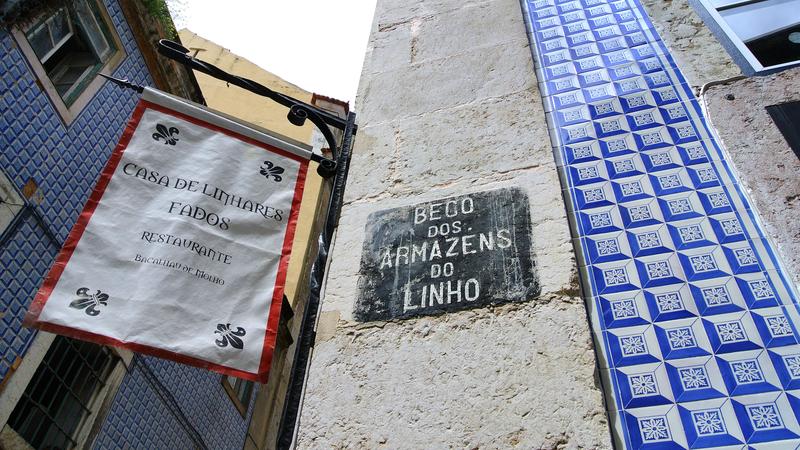 CASA DE LINHARES
FADOS
RESTAURANTE
BACALHAU DE MOLHO
BECO
DOS
ARMAZENS
DO
LINHO